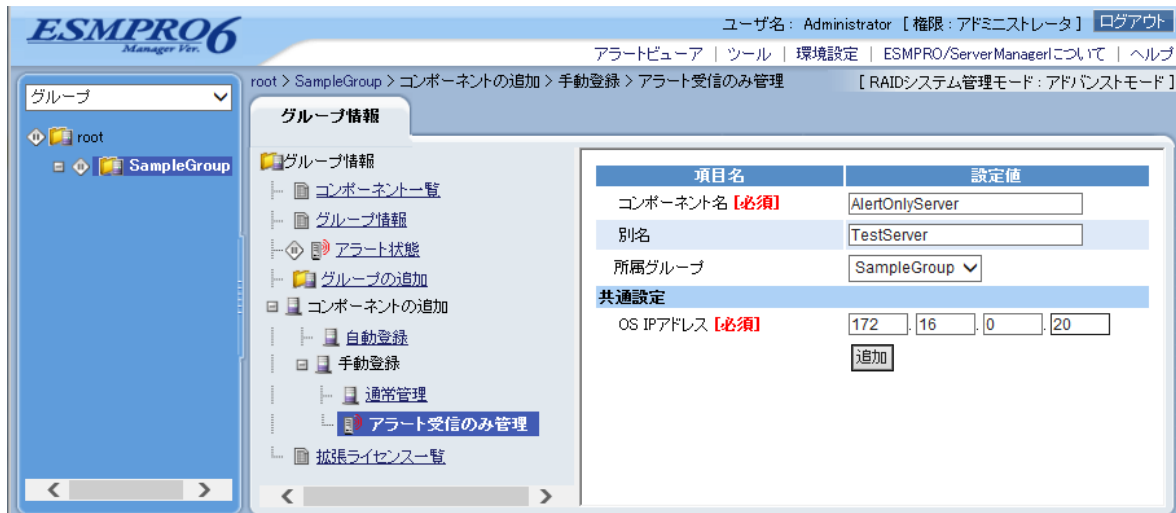 ESMPRO6
Manager Ver.
ユーザ名: Administrator [権限:アドミニストレータ] ログアウト
アラートビューア | ツール | 環境設定 | ESMPRO/ServerManagerについて | ヘルプ
グループ
root
SampleGroup
root > SampleGroup > コンポーネントの追加 > 手動登録 > アラート受信のみ管理 [ RAIDシステム管理モード:アドバンストモード ]
グループ情報
グループ情報
コンポーネント一覧
グループ情報
アラート状態
グループの追加
コンポーネントの追加
自動登録
手動登録
通常管理
アラート受信のみ管理
拡張ライセンス一覧
項目名 設定値
コンポーネント名 [必須] AlertOnlyServer
別名 TestServer
所属グループ SampleGroup
共通設定
OS IPアドレス [必須] 172 . 16 . 0 . 20
追加